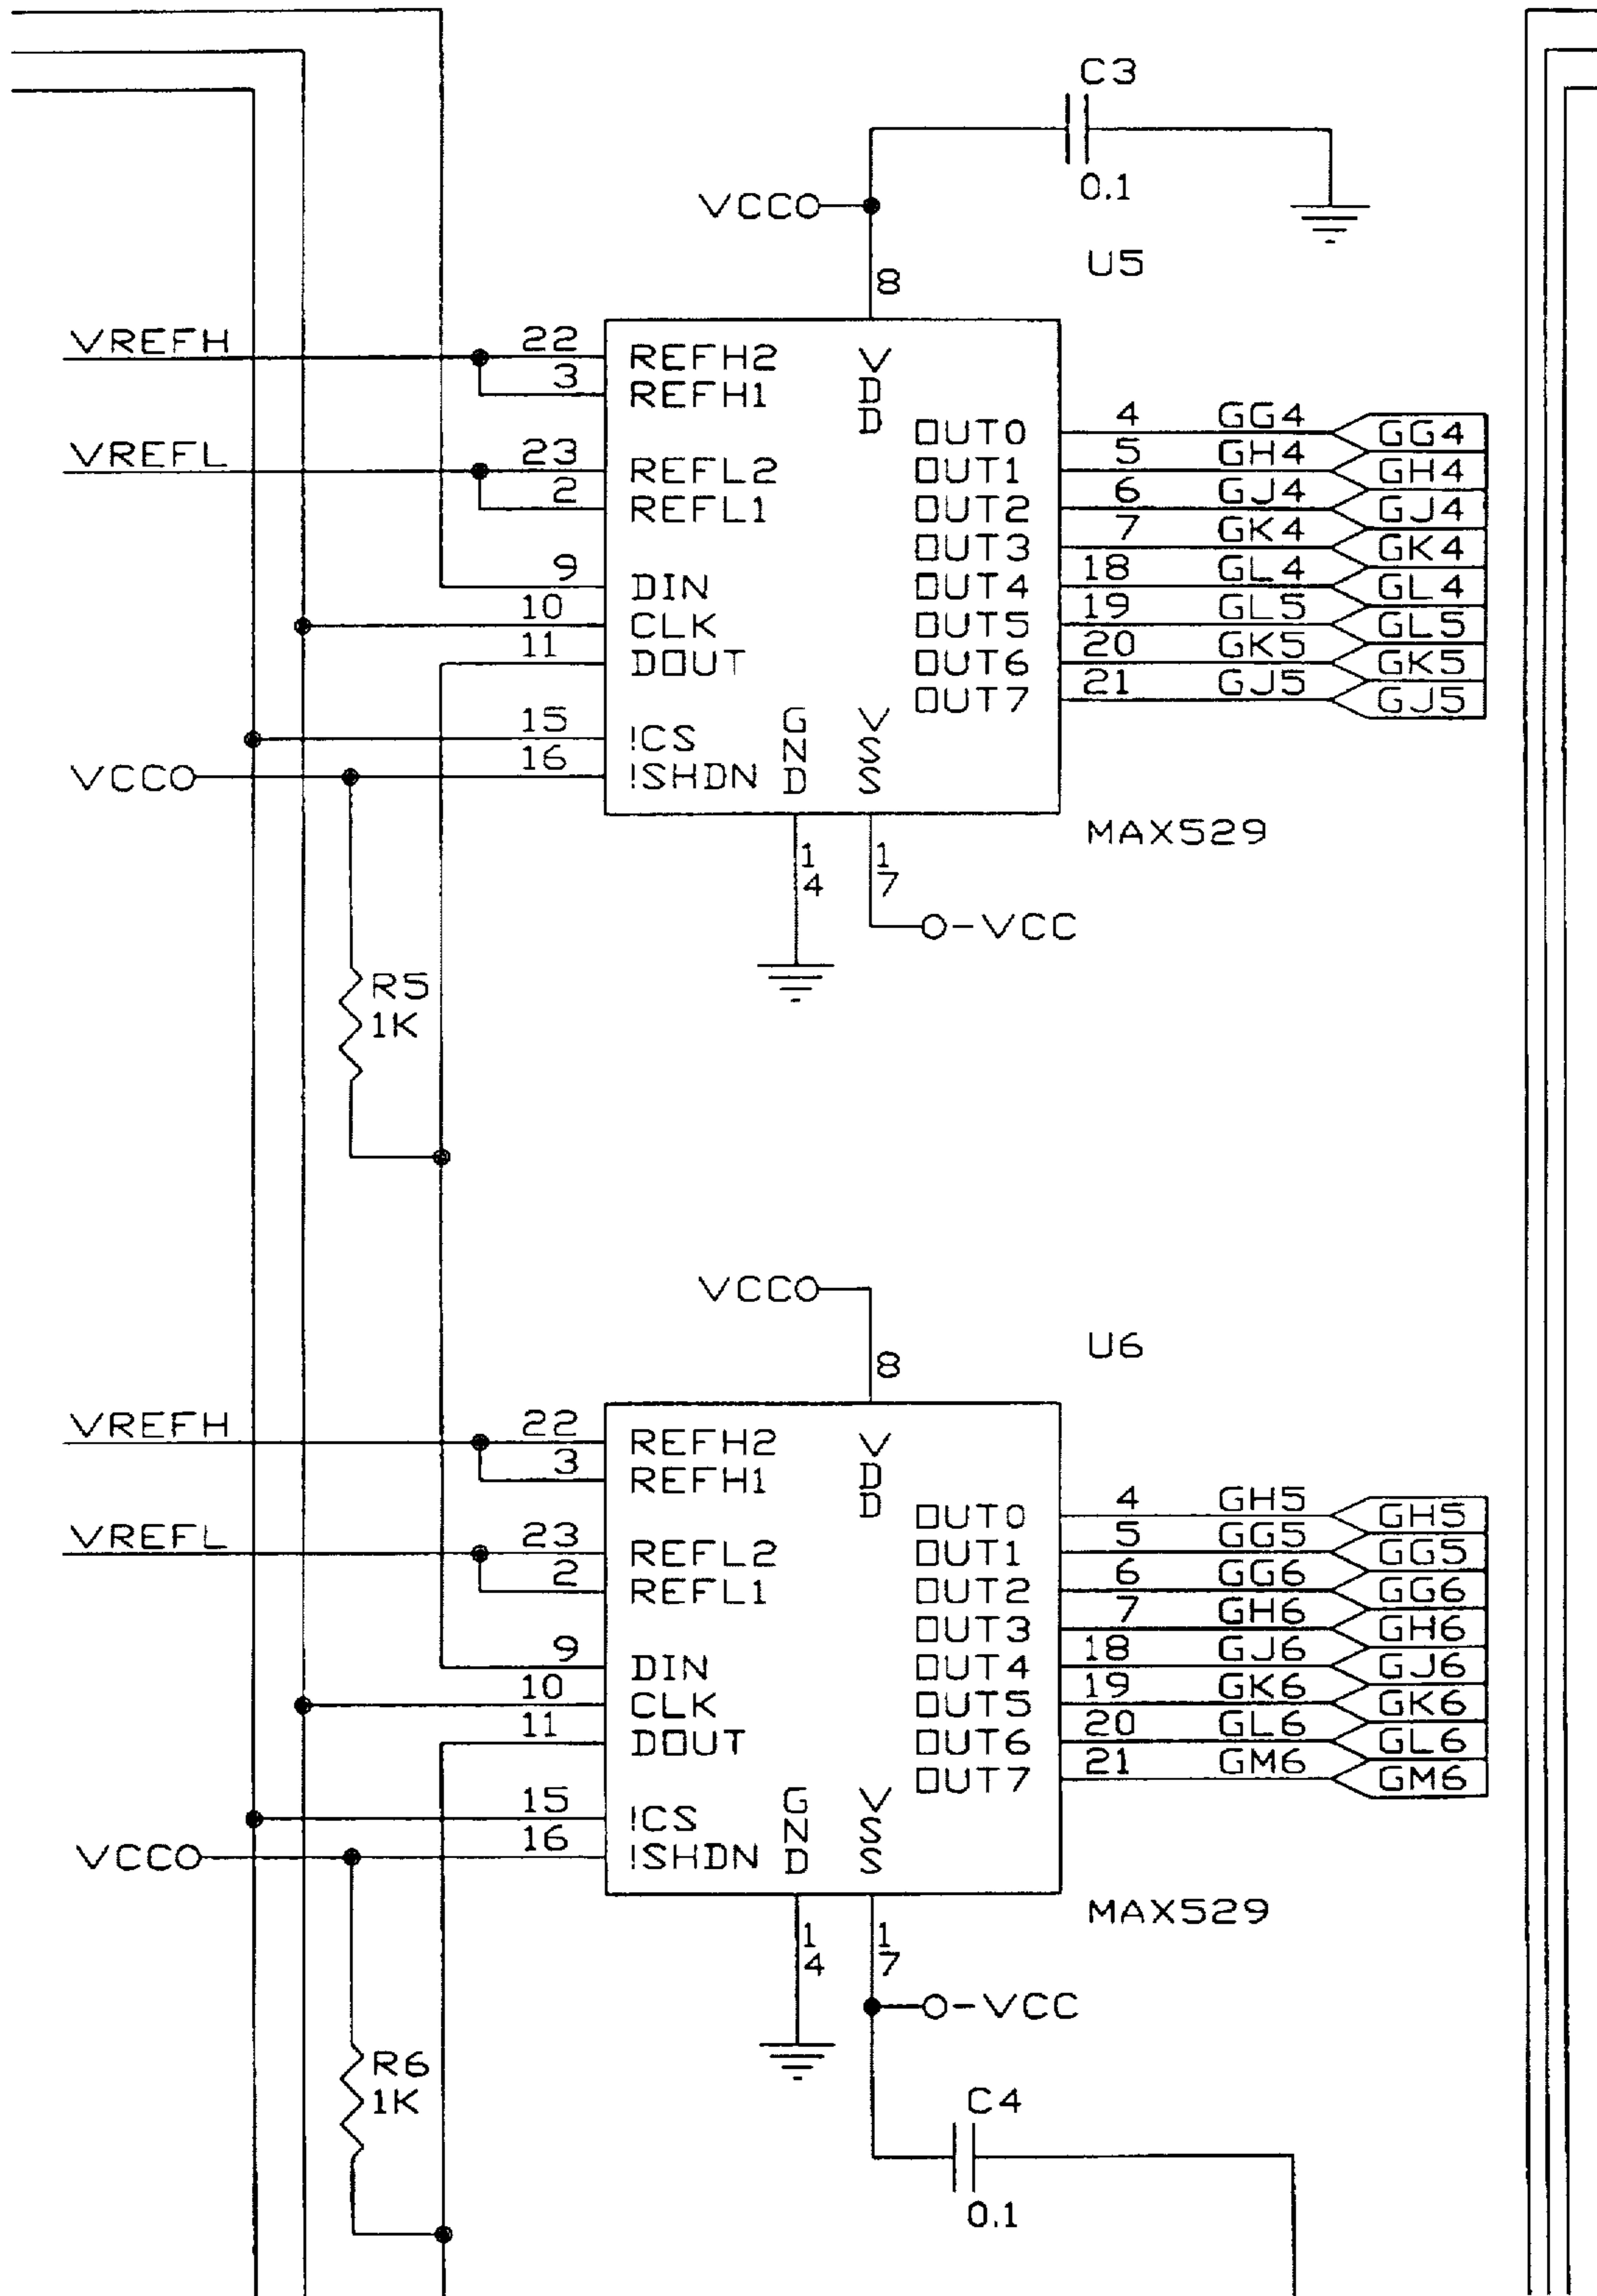 C3
0.1
VCC
U5
8
VREFH 22 REFH2 V
3 REFH1 D
D
VREFL 23 REFL2
2 REFL1
9 DIN
10 CLK
11 DOUT
15 !CS
VCC 16 !SHDN
GND
VSS
OUT0 4 GG4 GG4
OUT1 5 GH4 GH4
OUT2 6 GJ4 GJ4
OUT3 7 GK4 GK4
OUT4 18 GL4 GL4
OUT5 19 GL5 GL5
OUT6 20 GK5 GK5
OUT7 21 GJ5 GJ5
MAX529
14
17
-VCC
R5
1K
VCC
U6
8
VREFH 22 REFH2 V
3 REFH1 D
D
VREFL 23 REFL2
2 REFL1
9 DIN
10 CLK
11 DOUT
15 !CS
VCC 16 !SHDN
GND
VSS
OUT0 4 GH5 GH5
OUT1 5 GG5 GG5
OUT2 6 GG6 GG6
OUT3 7 GH6 GH6
OUT4 18 GJ6 GJ6
OUT5 19 GK6 GK6
OUT6 20 GL6 GL6
OUT7 21 GM6 GM6
MAX529
14
17
-VCC
R6
1K
C4
0.1